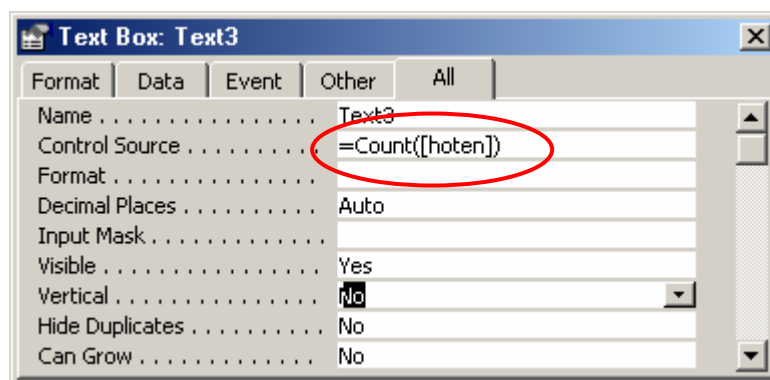 Text Box: Text3
Format Data Event Other All
Name . . . . . . . . . . . . . . . . Text3
Control Source . . . . . . . . . . =Count([hoten])
Format . . . . . . . . . . . . . . .
Decimal Places . . . . . . . . . . Auto
Input Mask . . . . . . . . . . . . .
Visible . . . . . . . . . . . . . . . . Yes
Vertical . . . . . . . . . . . . . . . No
Hide Duplicates . . . . . . . . . . No
Can Grow . . . . . . . . . . . . . No